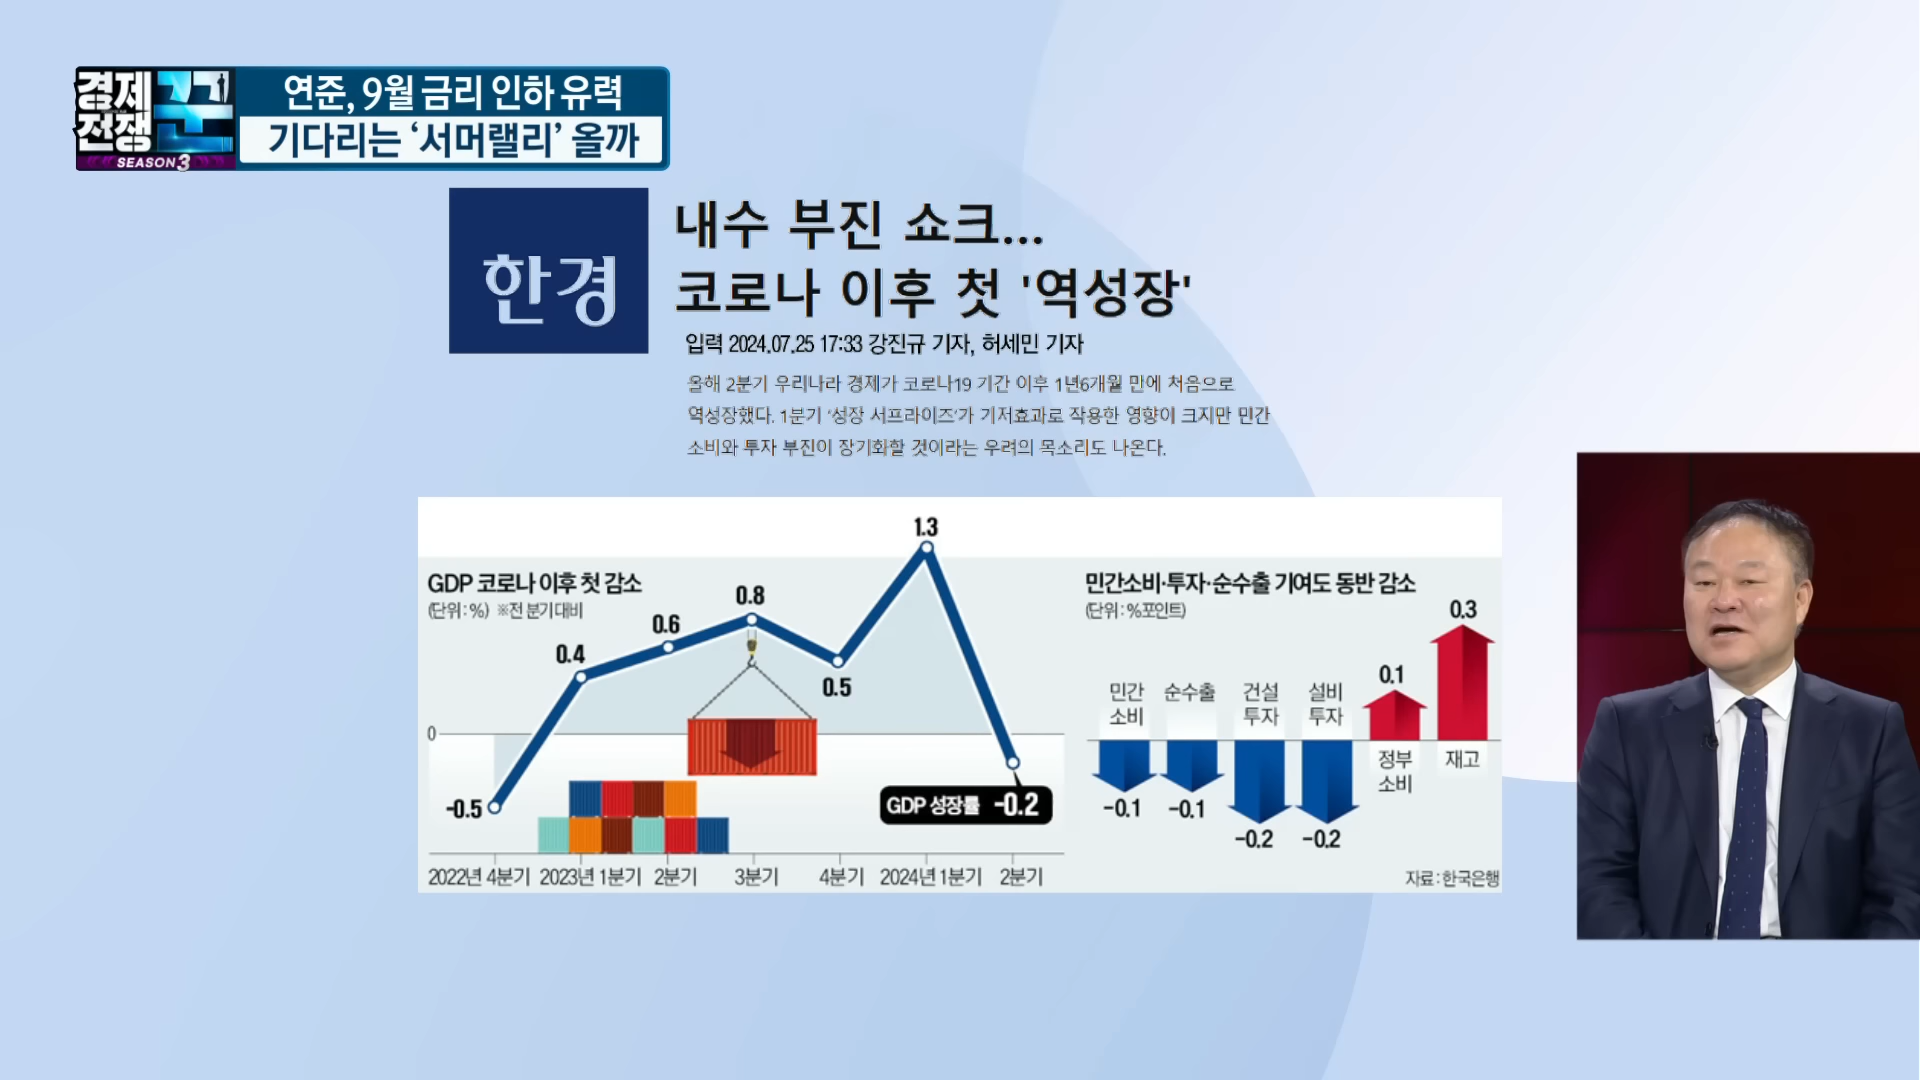 경제
전쟁
꾼
SEASON3
연준, 9월 금리 인하 유력
기다리는 ‘서머랠리’ 올까
한경
내수 부진 쇼크...
코로나 이후 첫 '역성장'
입력 2024.07.25 17:33 강진규 기자, 허세민 기자
올해 2분기 우리나라 경제가 코로나19 기간 이후 1년6개월 만에 처음으로
역성장했다. 1분기 ‘성장 서프라이즈’가 기저효과로 작용한 영향이 크지만 민간
소비와 투자 부진이 장기화할 것이라는 우려의 목소리도 나온다.
GDP 코로나 이후 첫 감소
(단위:%) ※전 분기 대비
-0.5
0.4
0.6
0.8
0.5
1.3
0
GDP 성장률 -0.2
2022년 4분기 2023년 1분기 2분기 3분기 4분기 2024년 1분기 2분기
민간소비·투자·순수출 기여도 동반 감소
(단위:%포인트)
민간
소비
-0.1
순수출
-0.1
건설
투자
-0.2
설비
투자
-0.2
0.1
정부
소비
0.3
재고
자료:한국은행